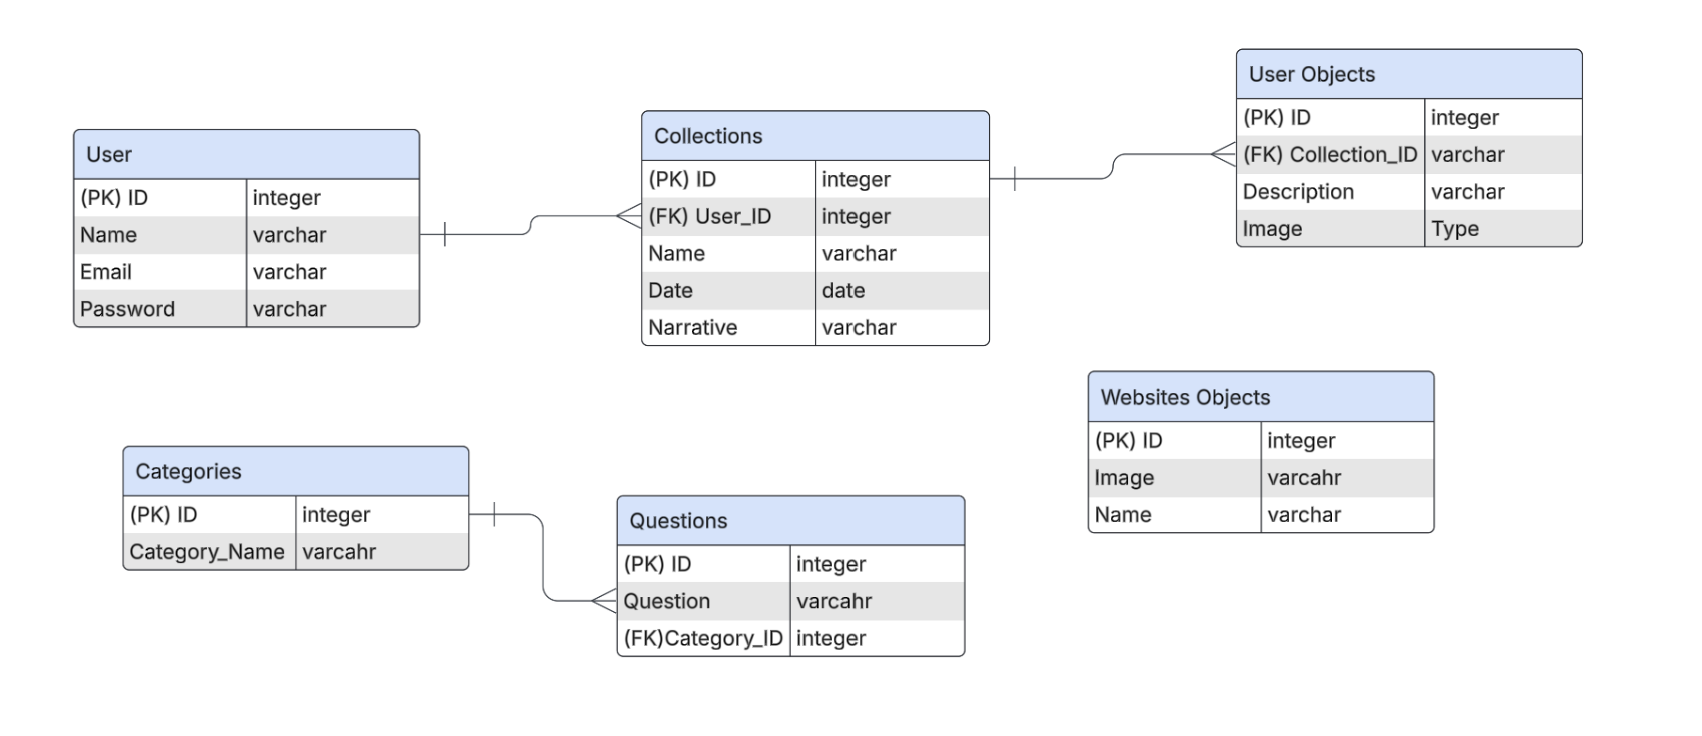 User
(PK) ID integer
Name varchar
Email varchar
Password varchar
Collections
(PK) ID integer
(FK) User_ID integer
Name varchar
Date date
Narrative varchar
User Objects
(PK) ID integer
(FK) Collection_ID varchar
Description varchar
Image Type
Categories
(PK) ID integer
Category_Name varcahr
Questions
(PK) ID integer
Question varcahr
(FK)Category_ID integer
Websites Objects
(PK) ID integer
Image varcahr
Name varchar